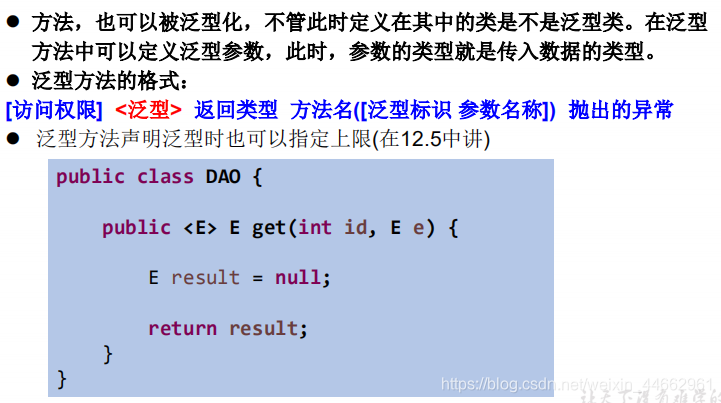 ● 方法，也可以被泛型化，不管此时定义在其中的类是不是泛型类。在泛型
方法中可以定义泛型参数，此时，参数的类型就是传入数据的类型。
● 泛型方法的格式：
[访问权限] <泛型> 返回类型 方法名([泛型标识 参数名称]) 抛出的异常
● 泛型方法声明泛型时也可以指定上限(在12.5中讲)
public class DAO {
public <E> E get(int id, E e) {
E result = null;
return result;
}
}
https://blog.csdn.net/weixin_44662961